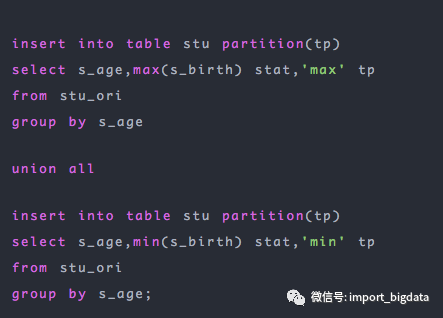 insert into table stu partition(tp)
select s_age,max(s_birth) stat,'max' tp
from stu_ori
group by s_age
union all
insert into table stu partition(tp)
select s_age,min(s_birth) stat,'min' tp
from stu_ori
group by s_age;
微信号: import_bigdata